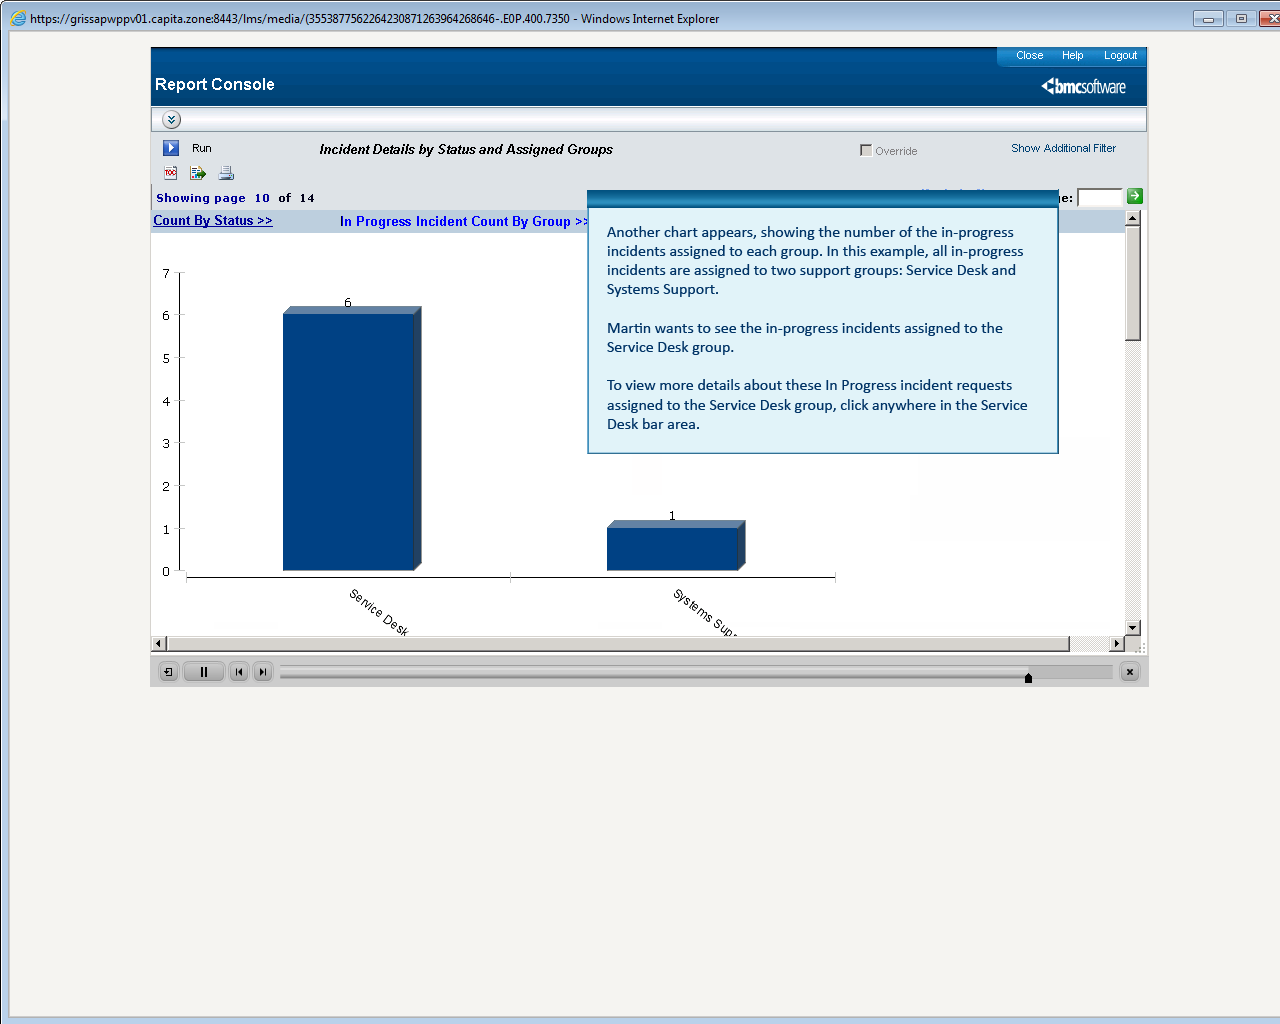 https://grissapwppv01.capita.zone:8443/lms/media/(3553877562264230871263964268646-.E0P.400.7350 - Windows Internet Explorer
Close Help Logout
Report Console
bmcsoftware
Run
Incident Details by Status and Assigned Groups
Override
Show Additional Filter
TOC
Showing page 10 of 14
e:
Count By Status >>
In Progress Incident Count By Group >>
Another chart appears, showing the number of the in-progress
incidents assigned to each group. In this example, all in-progress
incidents are assigned to two support groups: Service Desk and
Systems Support.
Martin wants to see the in-progress incidents assigned to the
Service Desk group.
To view more details about these In Progress incident requests
assigned to the Service Desk group, click anywhere in the Service
Desk bar area.
7
6
5
4
3
2
1
0
6
1
Service Desk
Systems Supp